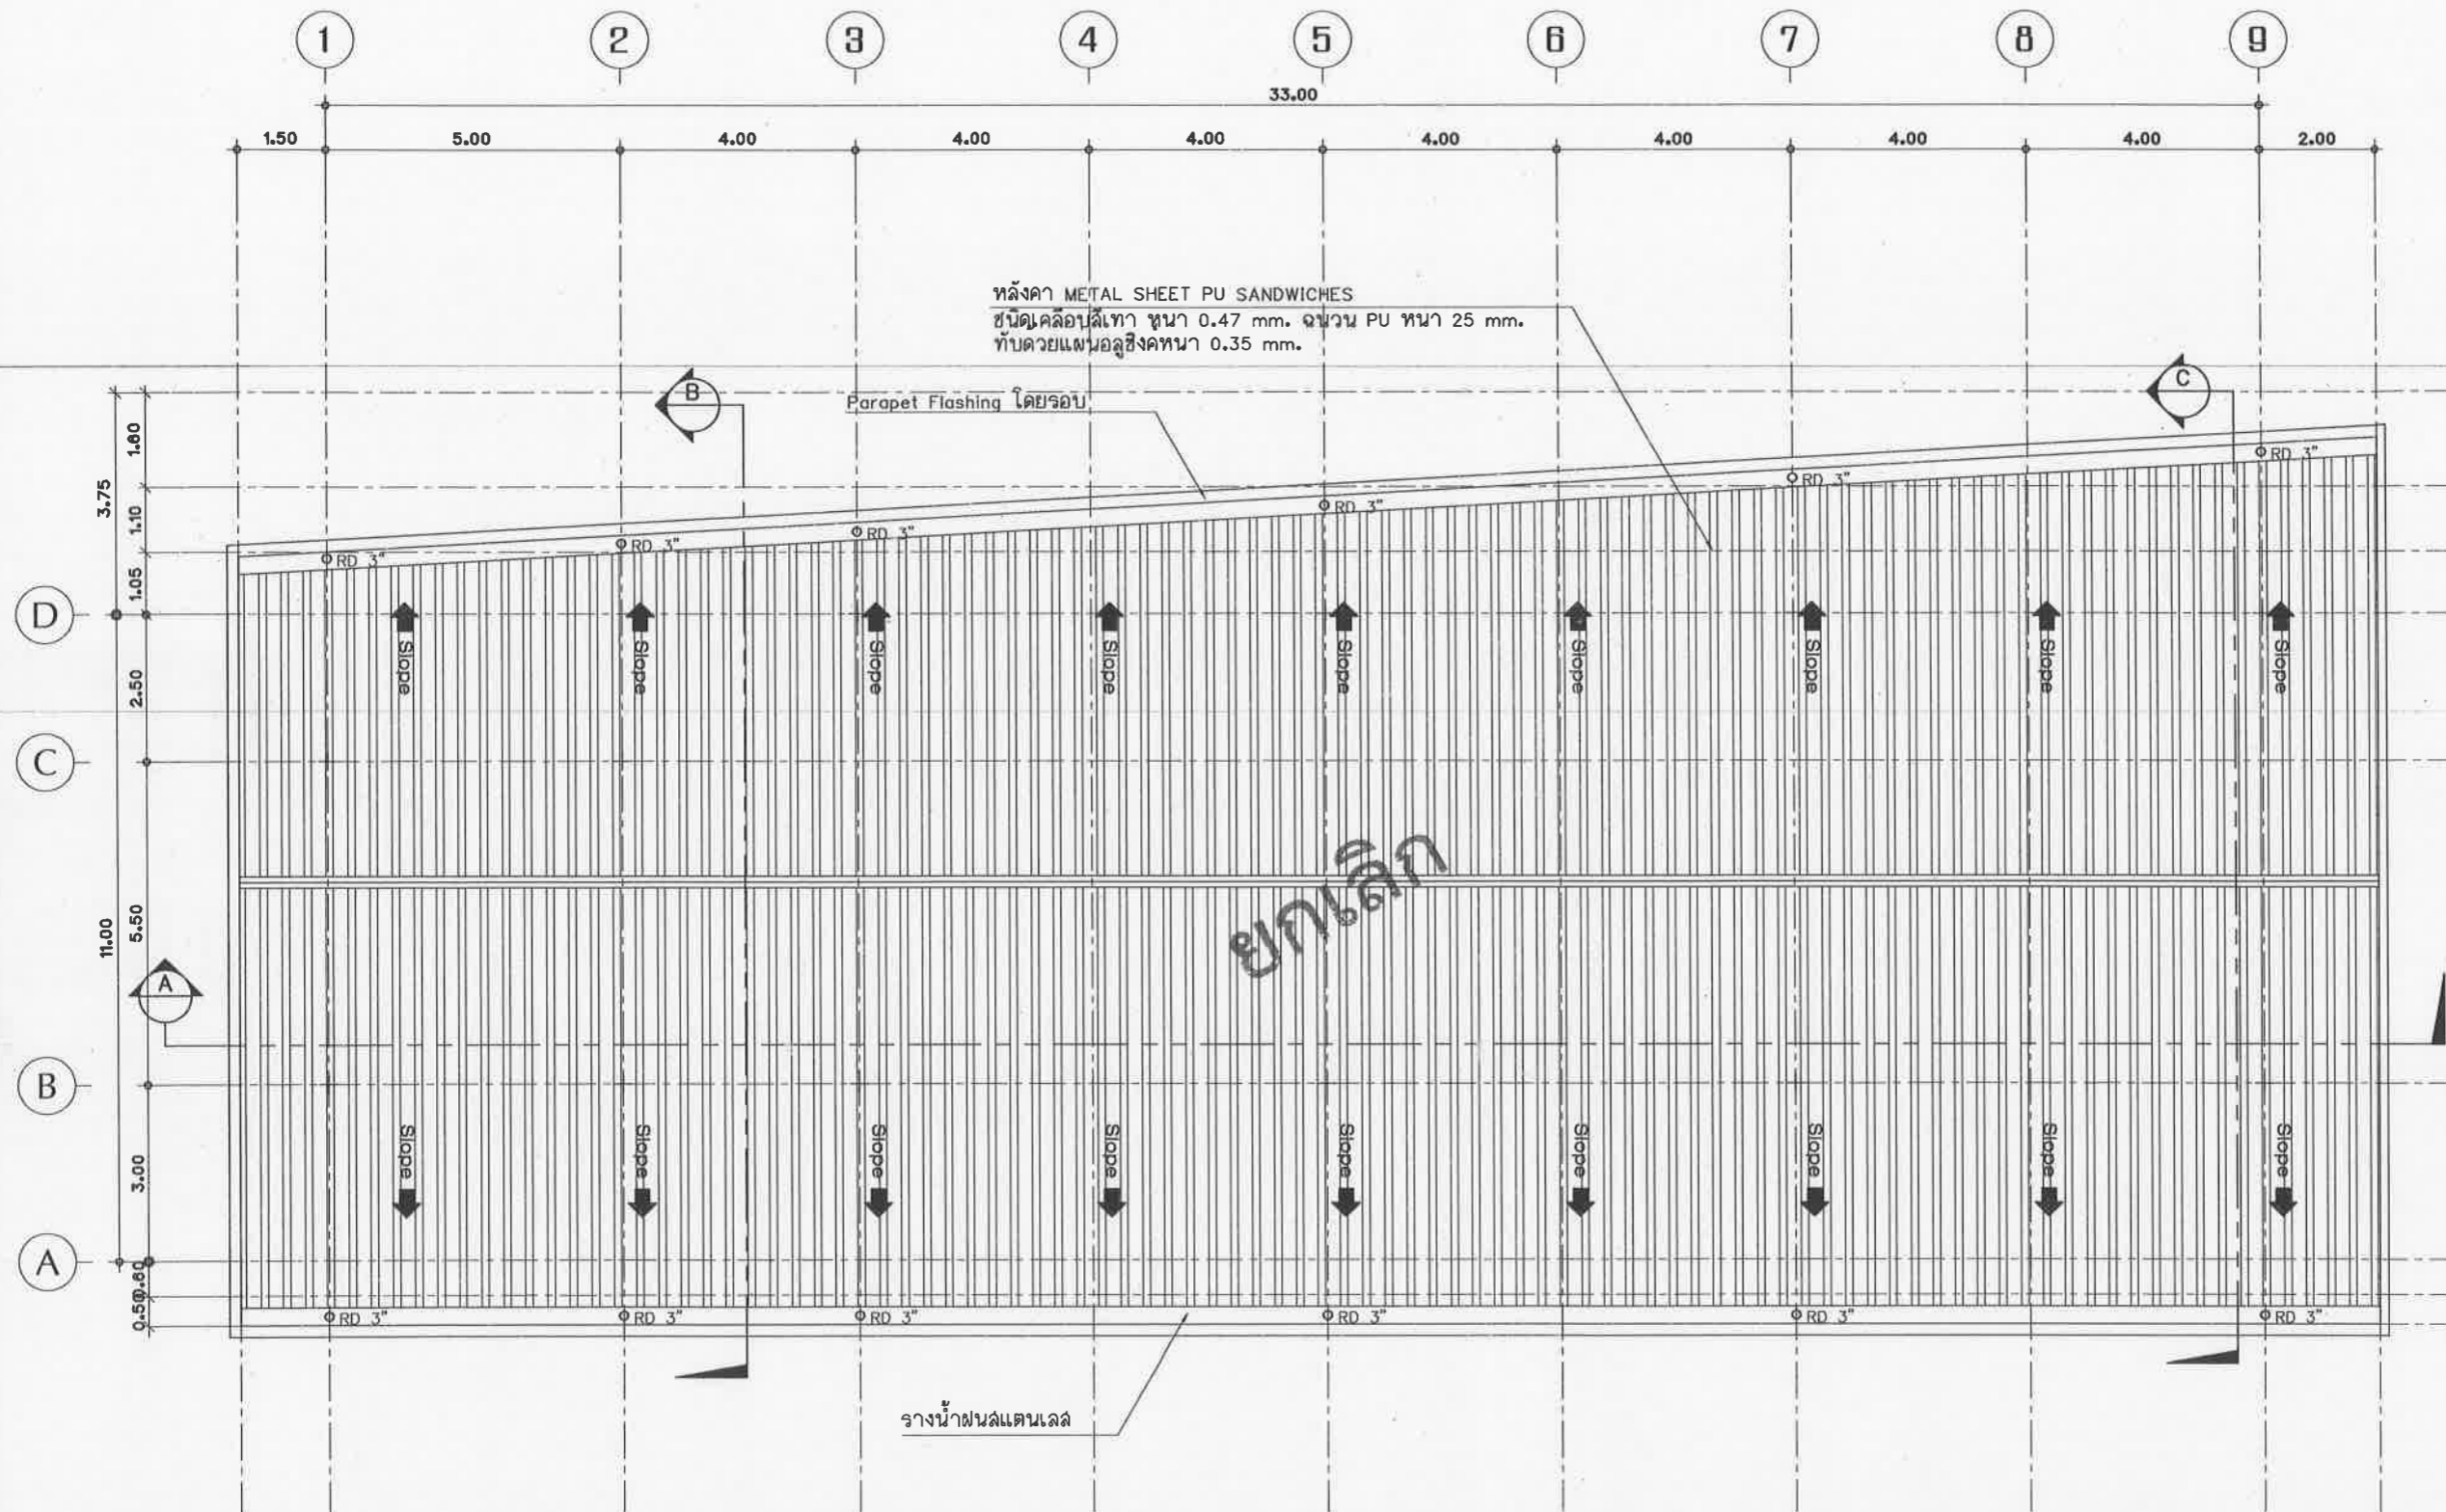 1 2 3 4 5 6 7 8 9
33.00
1.50 5.00 4.00 4.00 4.00 4.00 4.00 4.00 4.00 2.00
หลังคา METAL SHEET PU SANDWICHES
ชนิดเคลือบสีเทา หนา 0.47 mm. ฉนวน PU หนา 25 mm.
ทับดวยแผนอลูซิงคหนา 0.35 mm.
B
C
Parapet Flashing โดยรอบ
3.75
1.60
1.10
1.05
2.50
11.00
5.50
3.00
0.60
0.50
RD 3" RD 3" RD 3" RD 3" RD 3" RD 3"
D
Slope Slope Slope Slope Slope Slope Slope Slope Slope
C
ยกเลิก
A
B
Slope Slope Slope Slope Slope Slope Slope Slope Slope
A
RD 3" RD 3" RD 3" RD 3" RD 3" RD 3"
รางน้ำฝนสแตนเลส